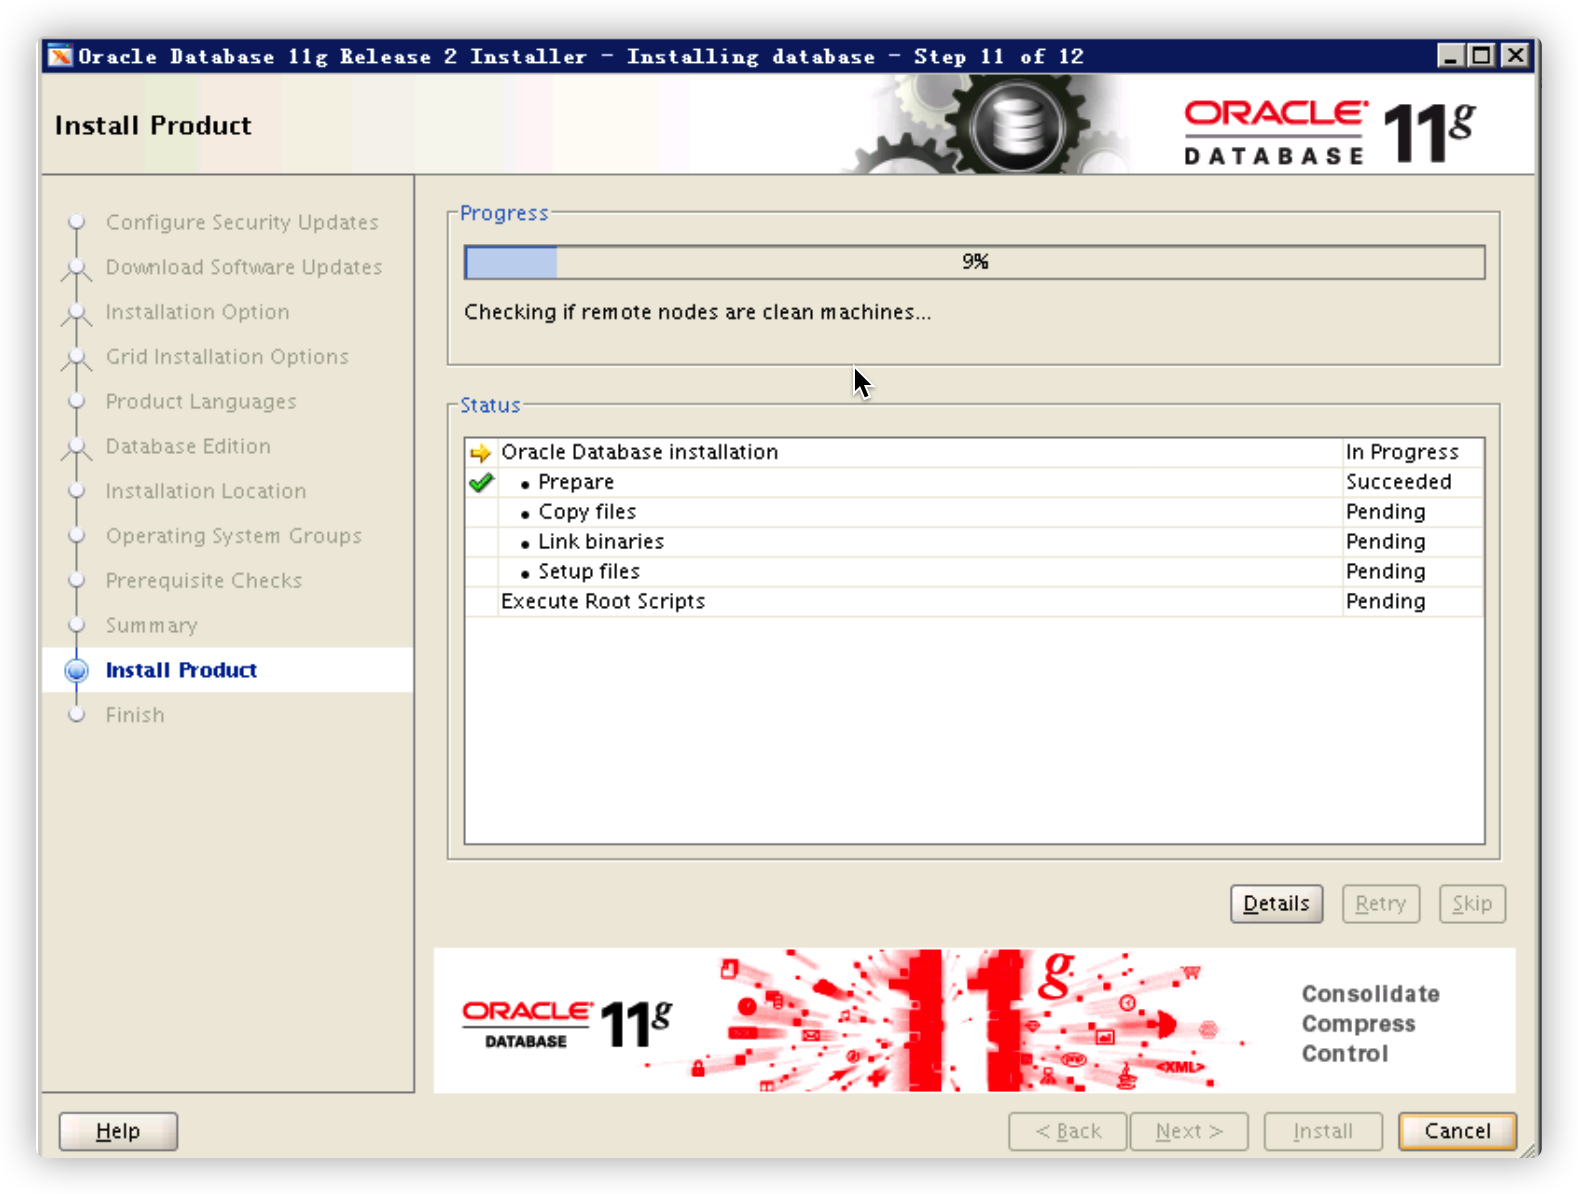 Oracle Database 11g Release 2 Installer - Installing database - Step 11 of 12
Install Product
ORACLE
DATABASE
11g
Configure Security Updates
Download Software Updates
Installation Option
Grid Installation Options
Product Languages
Database Edition
Installation Location
Operating System Groups
Prerequisite Checks
Summary
Install Product
Finish
Progress
9%
Checking if remote nodes are clean machines...
Status
Oracle Database installation In Progress
• Prepare Succeeded
• Copy files Pending
• Link binaries Pending
• Setup files Pending
Execute Root Scripts Pending
Details Retry Skip
ORACLE
DATABASE
11g
11g
php
<XML>
Consolidate
Compress
Control
Help < Back Next > Install Cancel